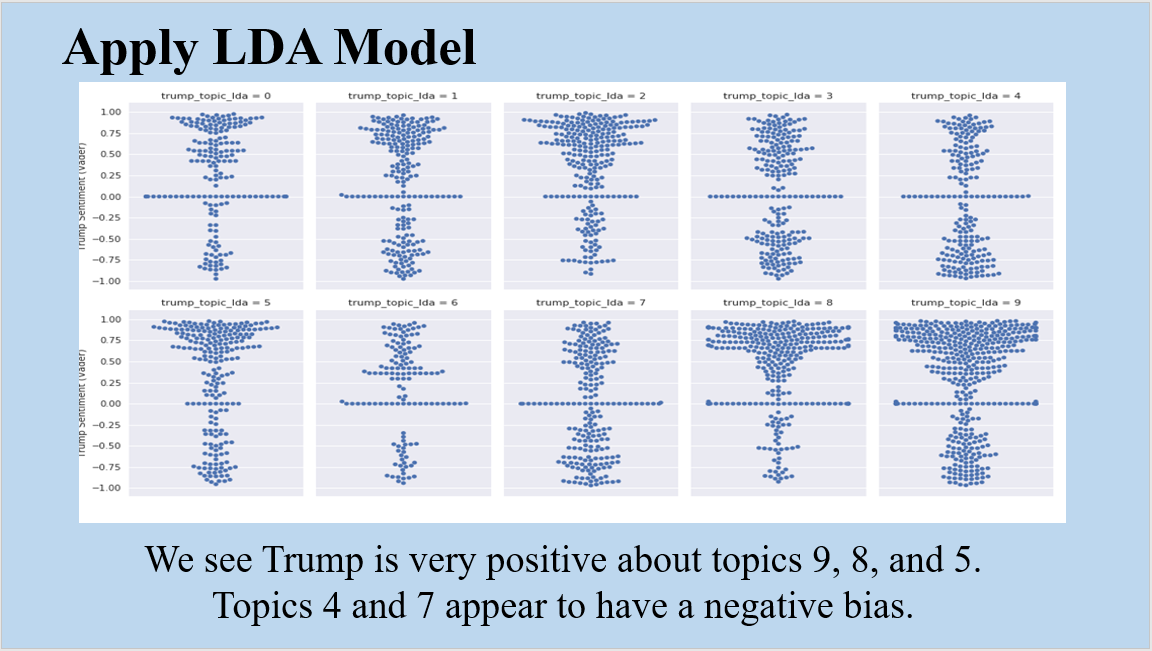 Apply LDA Model
trump_topic_lda = 0 trump_topic_lda = 1 trump_topic_lda = 2 trump_topic_lda = 3 trump_topic_lda = 4
1.00
0.75
0.50
0.25
0.00
−0.25
−0.50
−0.75
−1.00
Trump Sentiment (Vader)
trump_topic_lda = 5 trump_topic_lda = 6 trump_topic_lda = 7 trump_topic_lda = 8 trump_topic_lda = 9
1.00
0.75
0.50
0.25
0.00
−0.25
−0.50
−0.75
−1.00
Trump Sentiment (Vader)
We see Trump is very positive about topics 9, 8, and 5.
Topics 4 and 7 appear to have a negative bias.